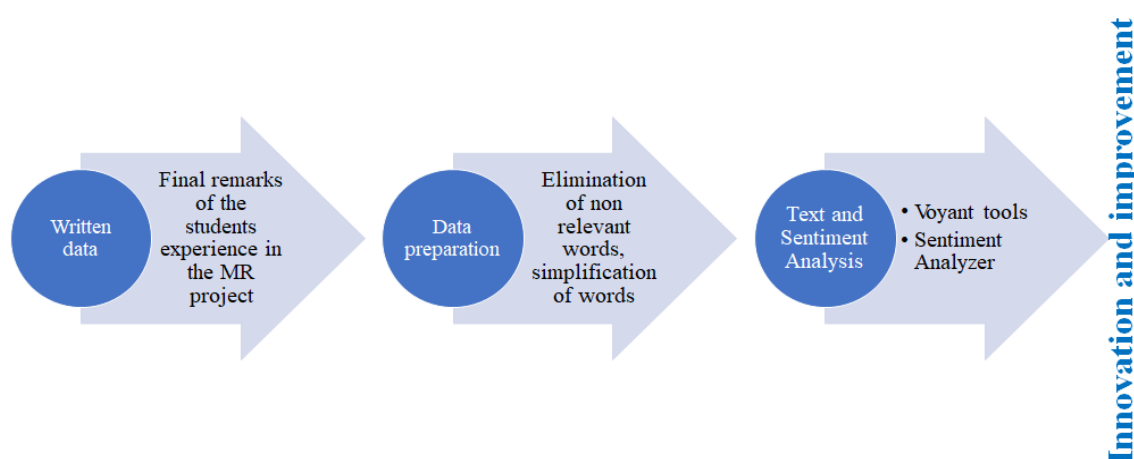 Written
data
Final remarks
of the
students
experience in
the MR
project
Data
preparation
Elimination
of non
relevant
words,
simplification
of words
Text and
Sentiment
Analysis
• Voyant tools
• Sentiment
Analyzer
Innovation and improvement